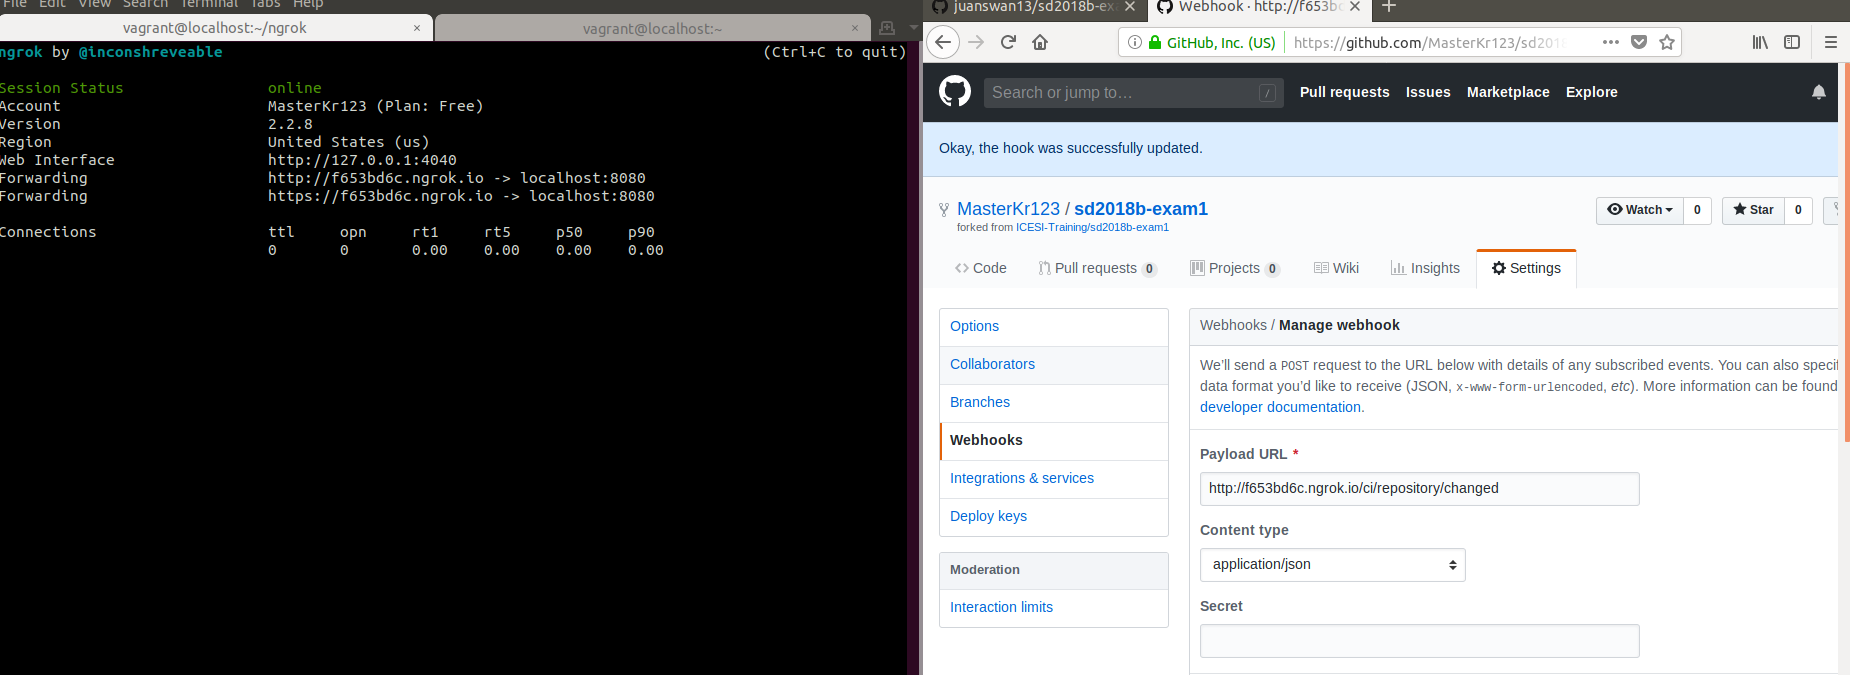 File Edit View Search Terminal Tabs Help
vagrant@localhost:~/ngrok ×
vagrant@localhost:~ ×
ngrok by @inconshreveable (Ctrl+C to quit)
Session Status online
Account MasterKr123 (Plan: Free)
Version 2.2.8
Region United States (us)
Web Interface http://127.0.0.1:4040
Forwarding http://f653bd6c.ngrok.io -> localhost:8080
Forwarding https://f653bd6c.ngrok.io -> localhost:8080
Connections ttl opn rt1 rt5 p50 p90
0 0 0.00 0.00 0.00 0.00
juanswan13/sd2018b-exa
Webhook · http://f653bd
GitHub, Inc. (US) https://github.com/MasterKr123/sd2018
Search or jump to… /
Pull requests Issues Marketplace Explore
Okay, the hook was successfully updated.
MasterKr123 / sd2018b-exam1
forked from ICESI-Training/sd2018b-exam1
Watch 0 Star 0
Code Pull requests 0 Projects 0 Wiki Insights Settings
Options
Collaborators
Branches
Webhooks
Integrations & services
Deploy keys
Moderation
Interaction limits
Webhooks / Manage webhook
We'll send a POST request to the URL below with details of any subscribed events. You can also specif
data format you'd like to receive (JSON, x-www-form-urlencoded, etc). More information can be found
developer documentation.
Payload URL *
http://f653bd6c.ngrok.io/ci/repository/changed
Content type
application/json
Secret